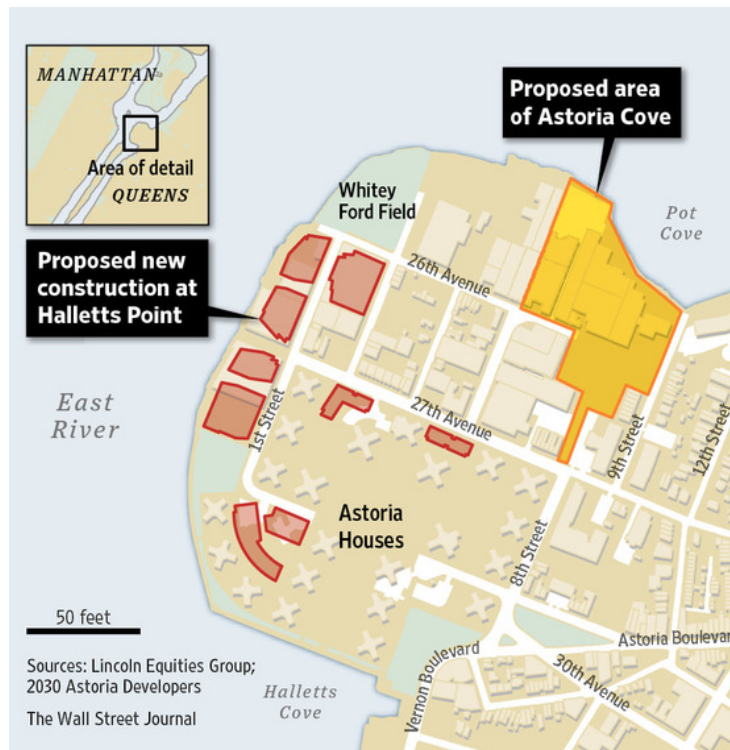 MANHATTAN
Area of detail
QUEENS
Proposed area
of Astoria Cove
Whitey
Ford Field
Pot
Cove
Proposed new
construction at
Halletts Point
26th Avenue
East
River
1st Street
27th Avenue
9th Street
12th Street
Astoria
Houses
8th Street
50 feet
Astoria Boulevar
Sources: Lincoln Equities Group;
2030 Astoria Developers
Vernon Boulevard
30th Avenue
Halletts
Cove
The Wall Street Journal